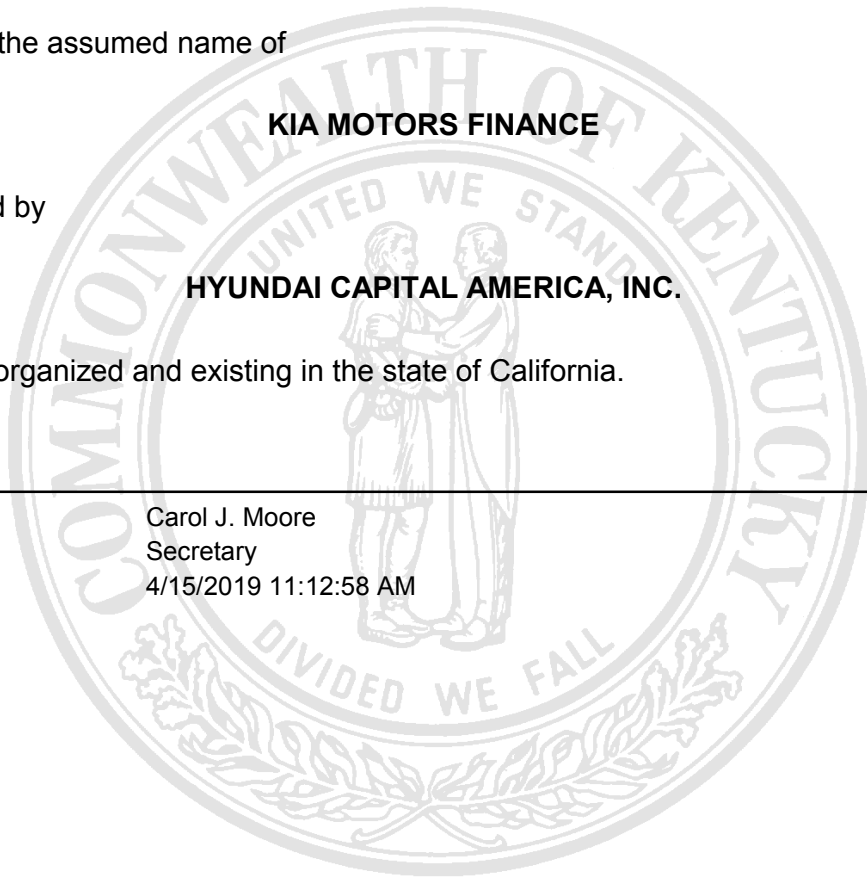 the assumed name of
KIA MOTORS FINANCE
d by
HYUNDAI CAPITAL AMERICA, INC.
organized and existing in the state of California.
Carol J. Moore
Secretary
4/15/2019 11:12:58 AM
COMMONWEALTH OF KENTUCKY
UNITED WE STAND
DIVIDED WE FALL